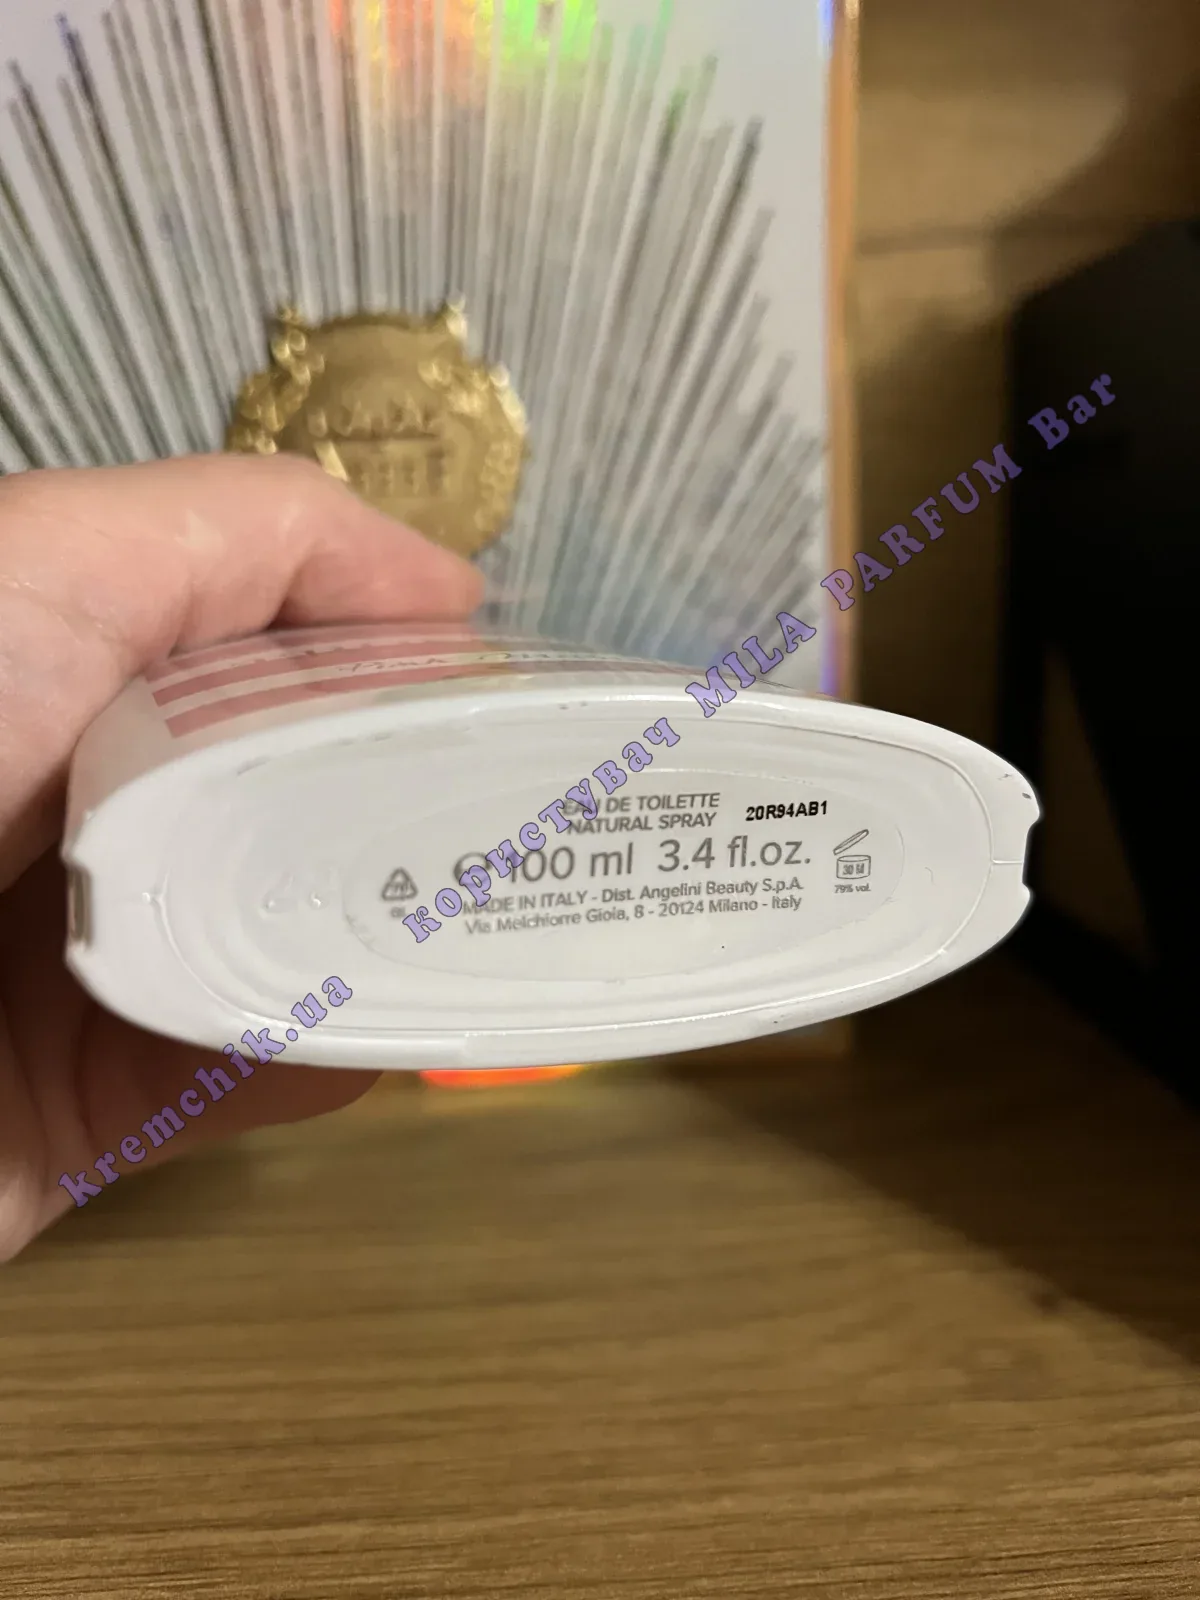 EAU DE TOILETTE
NATURAL SPRAY
20R94AB1
100 ml 3.4 fl.oz.
30 M
79% vol.
MADE IN ITALY - Dist. Angelini Beauty S.p.A.
Via Melchiorre Gioia, 8 - 20124 Milano - Italy
kremchik.ua
користувач MILA PARFUM Bar